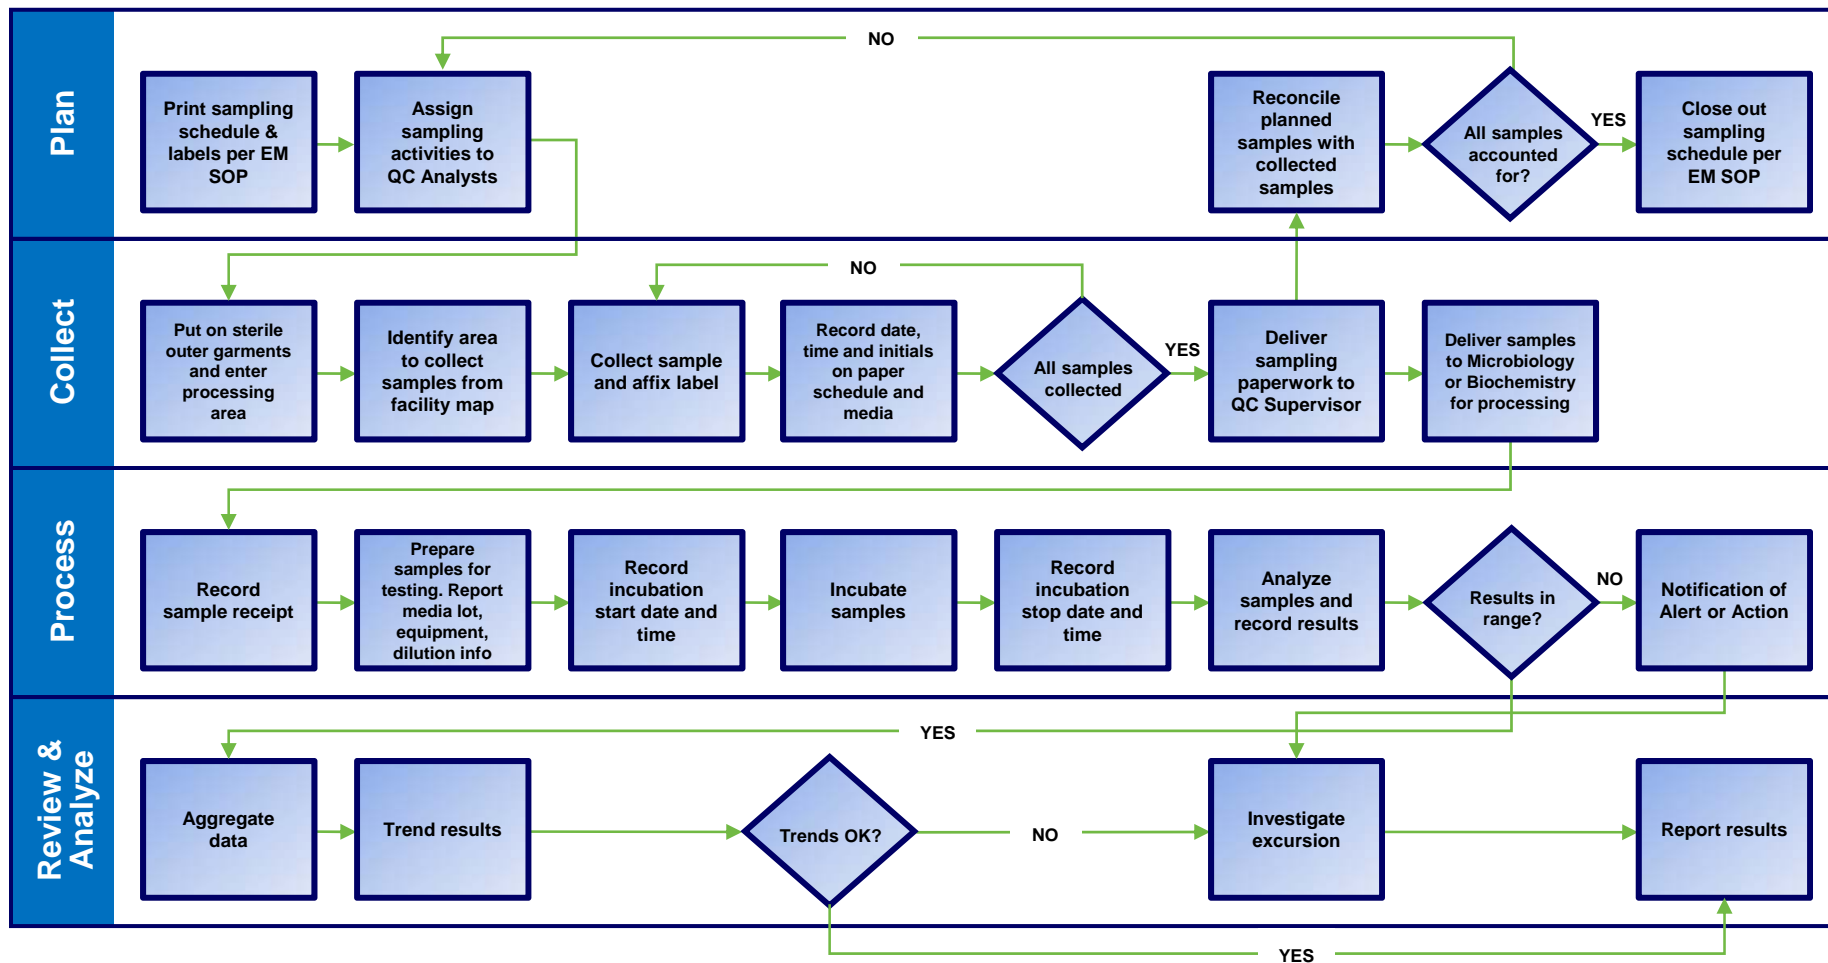 Plan
NO
Print sampling
schedule &
labels per EM
SOP
Assign
sampling
activities to
QC Analysts
Reconcile
planned
samples with
collected
samples
All samples
accounted
for?
YES
Close out
sampling
schedule per
EM SOP
Collect
NO
Put on sterile
outer garments
and enter
processing
area
Identify area
to collect
samples from
facility map
Collect sample
and affix label
Record date,
time and initials
on paper
schedule and
media
All samples
collected
YES
Deliver
sampling
paperwork to
QC Supervisor
Deliver samples
to Microbiology
or Biochemistry
for processing
Process
Record
sample receipt
Prepare
samples for
testing. Report
media lot,
equipment,
dilution info
Record
incubation
start date and
time
Incubate
samples
Record
incubation
stop date and
time
Analyze
samples and
record results
Results in
range?
NO
Notification of
Alert or Action
Review &
Analyze
YES
Aggregate
data
Trend results
Trends OK?
NO
Investigate
excursion
Report results
YES